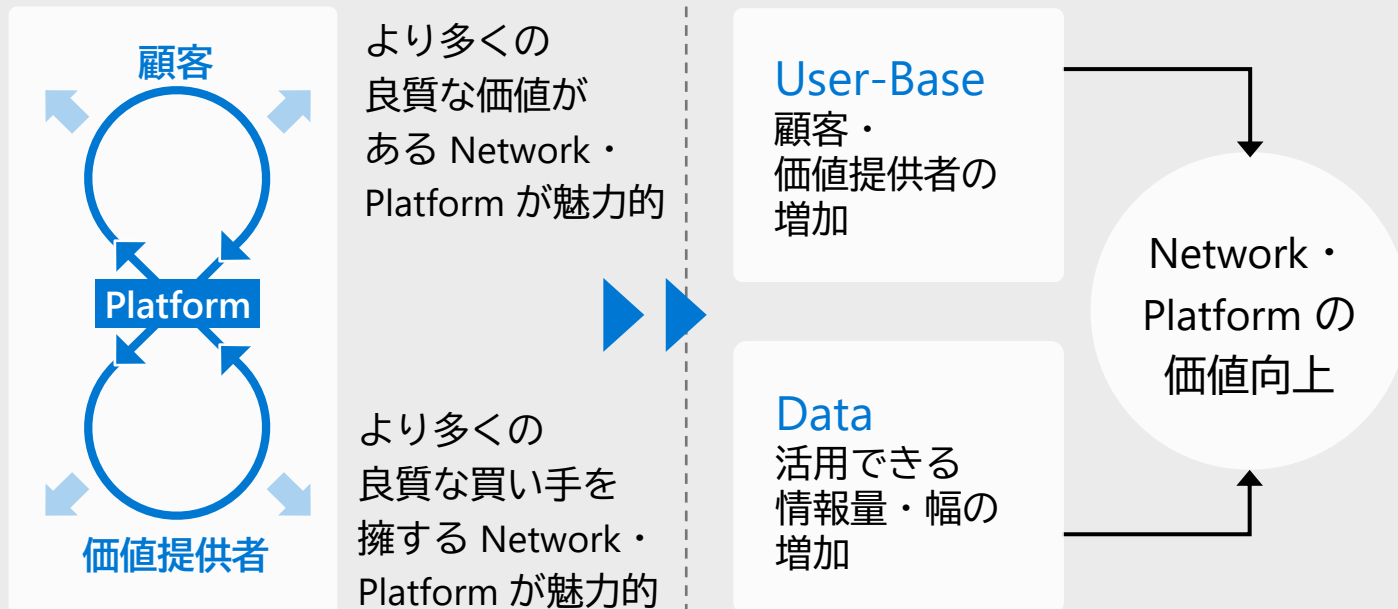 顧客
Platform
価値提供者
より多くの
良質な価値が
ある Network・
Platform が魅力的
より多くの
良質な買い手を
擁する Network・
Platform が魅力的
User-Base
顧客・
価値提供者の
増加
Data
活用できる
情報量・幅の
増加
Network・
Platform の
価値向上